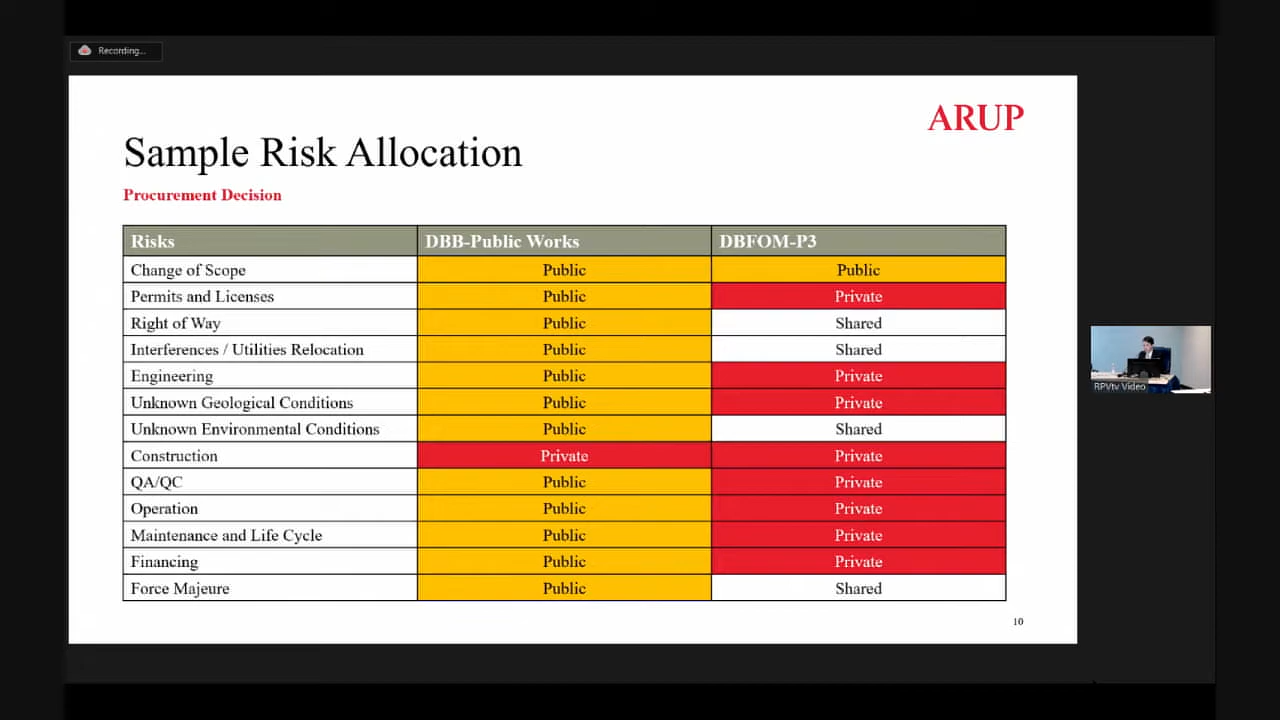 Recording...
ARUP
Sample Risk Allocation
Procurement Decision
Risks DBB-Public Works DBFOM-P3
Change of Scope Public Public
Permits and Licenses Public Private
Right of Way Public Shared
Interferences / Utilities Relocation Public Shared
Engineering Public Private
Unknown Geological Conditions Public Private
Unknown Environmental Conditions Public Shared
Construction Private Private
QA/QC Public Private
Operation Public Private
Maintenance and Life Cycle Public Private
Financing Public Private
Force Majeure Public Shared
10
RPVtv Video